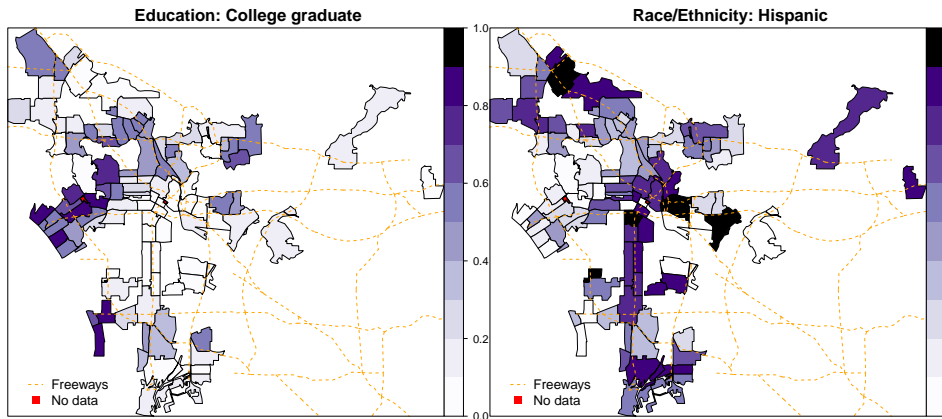 Education: College graduate
Race/Ethnicity: Hispanic
1.0
0.8
0.6
0.4
0.2
0.0
Freeways
No data
Freeways
No data